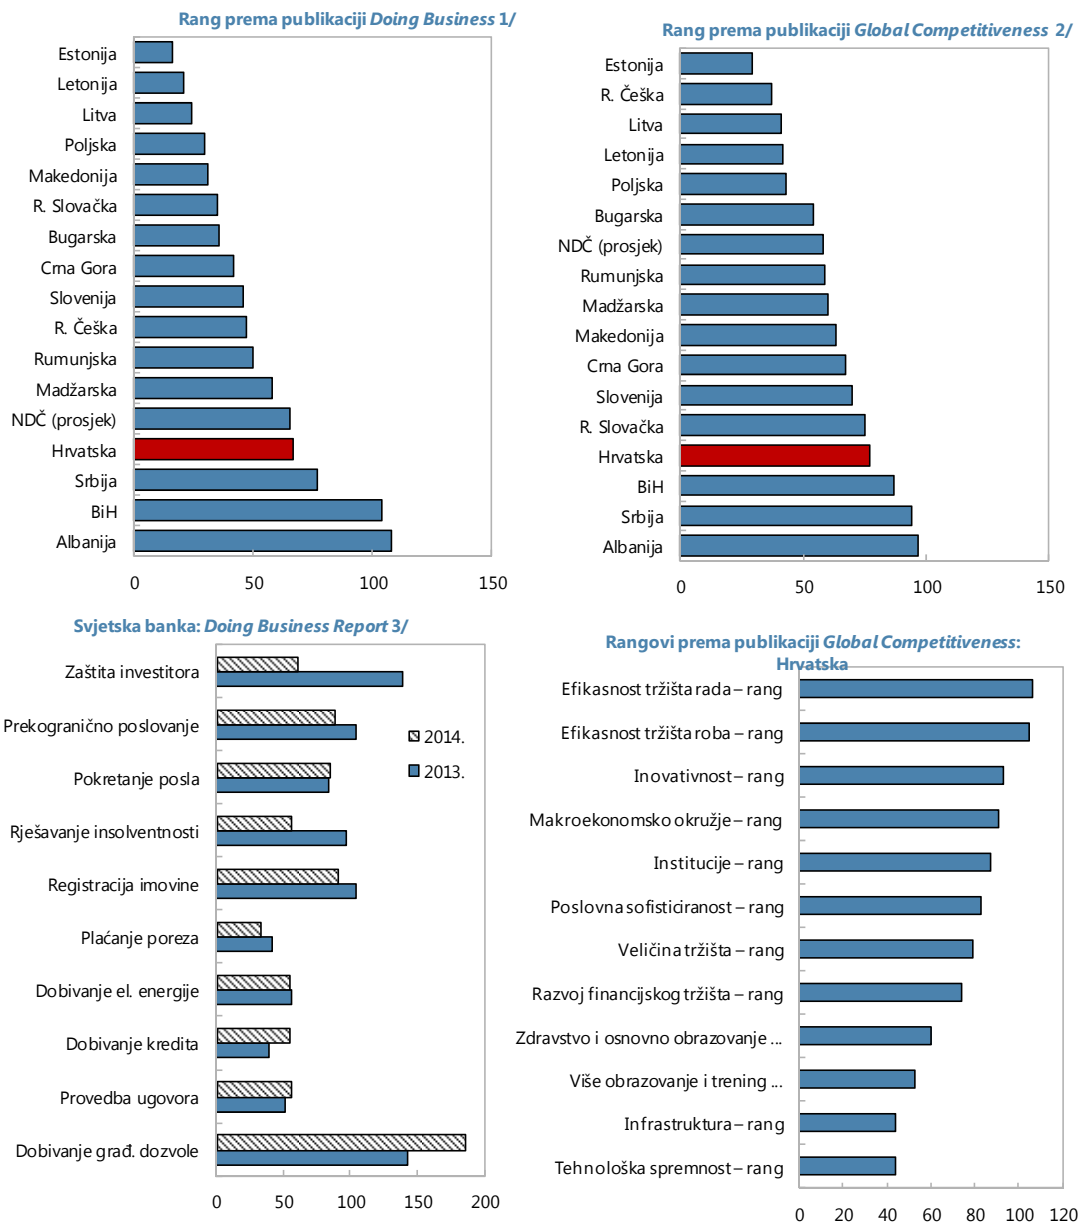 Rang prema publikaciji Doing Business 1/
Estonija
Letonija
Litva
Poljska
Makedonija
R. Slovačka
Bugarska
Crna Gora
Slovenija
R. Češka
Rumunjska
Madžarska
NDČ (prosjek)
Hrvatska
Srbija
BiH
Albanija
0 50 100 150
Rang prema publikaciji Global Competitiveness 2/
Estonija
R. Češka
Litva
Letonija
Poljska
Bugarska
NDČ (prosjek)
Rumunjska
Madžarska
Makedonija
Crna Gora
Slovenija
R. Slovačka
Hrvatska
BiH
Srbija
Albanija
0 50 100 150
Svjetska banka: Doing Business Report 3/
Zaštita investitora
Prekogranično poslovanje
Pokretanje posla
Rješavanje insolventnosti
Registracija imovine
Plaćanje poreza
Dobivanje el. energije
Dobivanje kredita
Provedba ugovora
Dobivanje građ. dozvole
2014.
2013.
0 50 100 150 200
Rangovi prema publikaciji Global Competitiveness:
Hrvatska
Efikasnost tržišta rada – rang
Efikasnost tržišta roba – rang
Inovativnost – rang
Makroekonomsko okružje – rang
Institucije – rang
Poslovna sofisticiranost – rang
Veličina tržišta – rang
Razvoj financijskog tržišta – rang
Zdravstvo i osnovno obrazovanje ...
Više obrazovanje i trening ...
Infrastruktura – rang
Tehnološka spremnost – rang
0 20 40 60 80 100 120